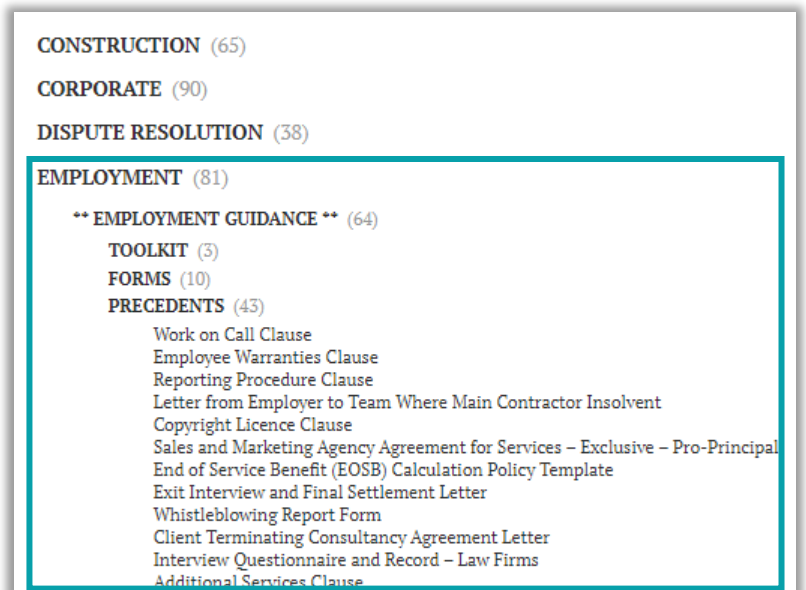 CONSTRUCTION (65)
CORPORATE (90)
DISPUTE RESOLUTION (38)
EMPLOYMENT (81)
** EMPLOYMENT GUIDANCE ** (64)
TOOLKIT (3)
FORMS (10)
PRECEDENTS (43)
Work on Call Clause
Employee Warranties Clause
Reporting Procedure Clause
Letter from Employer to Team Where Main Contractor Insolvent
Copyright Licence Clause
Sales and Marketing Agency Agreement for Services – Exclusive – Pro-Principal
End of Service Benefit (EOSB) Calculation Policy Template
Exit Interview and Final Settlement Letter
Whistleblowing Report Form
Client Terminating Consultancy Agreement Letter
Interview Questionnaire and Record – Law Firms
Additional Services Clause